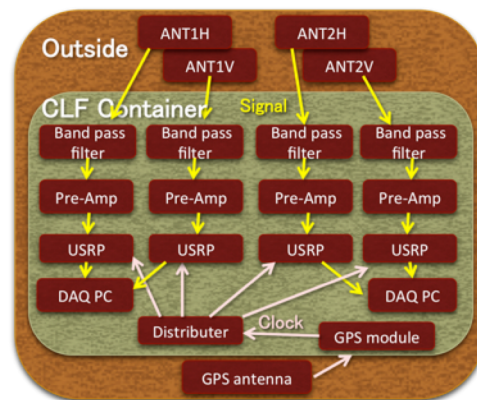 ANT1H
ANT2H
Outside
ANT1V
ANT2V
CLF Container
Signal
Band pass
filter
Band pass
filter
Band pass
filter
Band pass
filter
Pre-Amp
Pre-Amp
Pre-Amp
Pre-Amp
USRP
USRP
USRP
USRP
DAQ PC
DAQ PC
Distributer
Clock
GPS module
GPS antenna